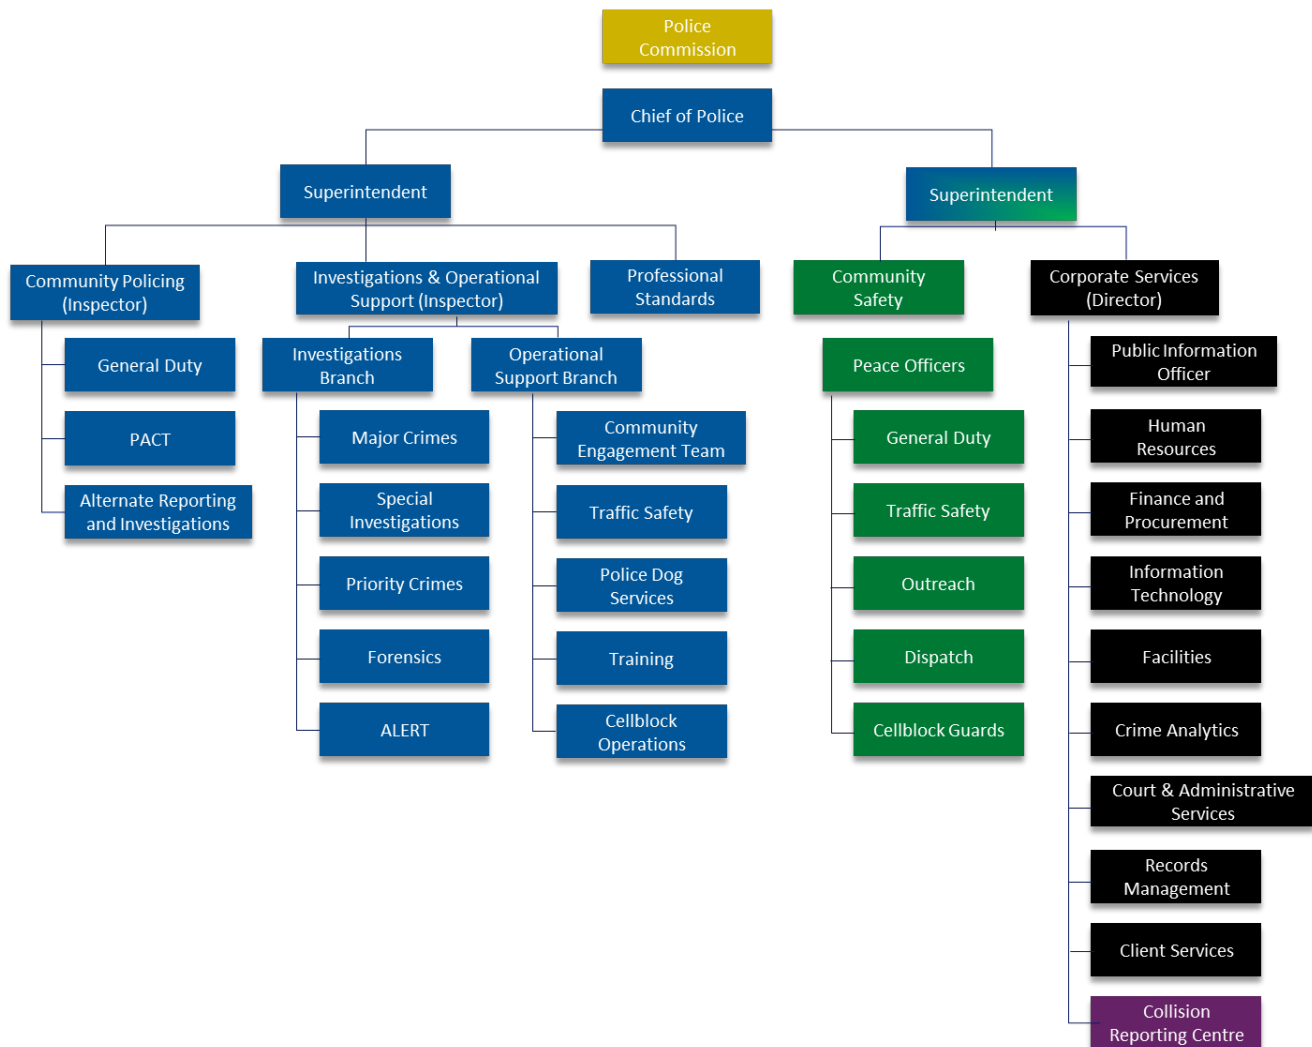 Police
Commission
Chief of Police
Superintendent
Superintendent
Community Policing
(Inspector)
Investigations & Operational
Support (Inspector)
Professional
Standards
Community
Safety
Corporate Services
(Director)
General Duty
PACT
Alternate Reporting
and Investigations
Investigations
Branch
Major Crimes
Special
Investigations
Priority Crimes
Forensics
ALERT
Operational
Support Branch
Community
Engagement Team
Traffic Safety
Police Dog
Services
Training
Cellblock
Operations
Peace Officers
General Duty
Traffic Safety
Outreach
Dispatch
Cellblock Guards
Public Information
Officer
Human
Resources
Finance and
Procurement
Information
Technology
Facilities
Crime Analytics
Court & Administrative
Services
Records
Management
Client Services
Collision
Reporting Centre